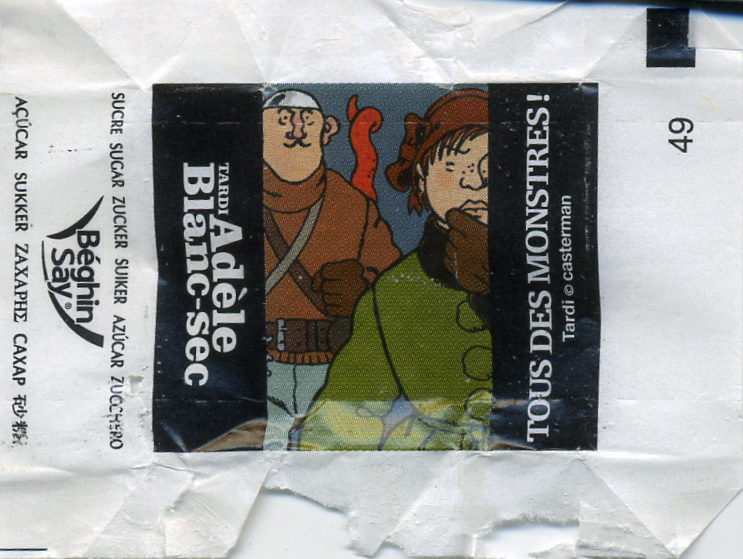 TARDI
Adèle
Blanc-sec
TOUS DES MONSTRES!
Tardi © casterman
49
SUCRE SUGAR ZUCKER SUIKER AZÚCAR ZUCCHERO
Béghin
Say®
AÇÚCAR SUKKER ΖΑΧΑΡΗΣ CAXAP 砂糖